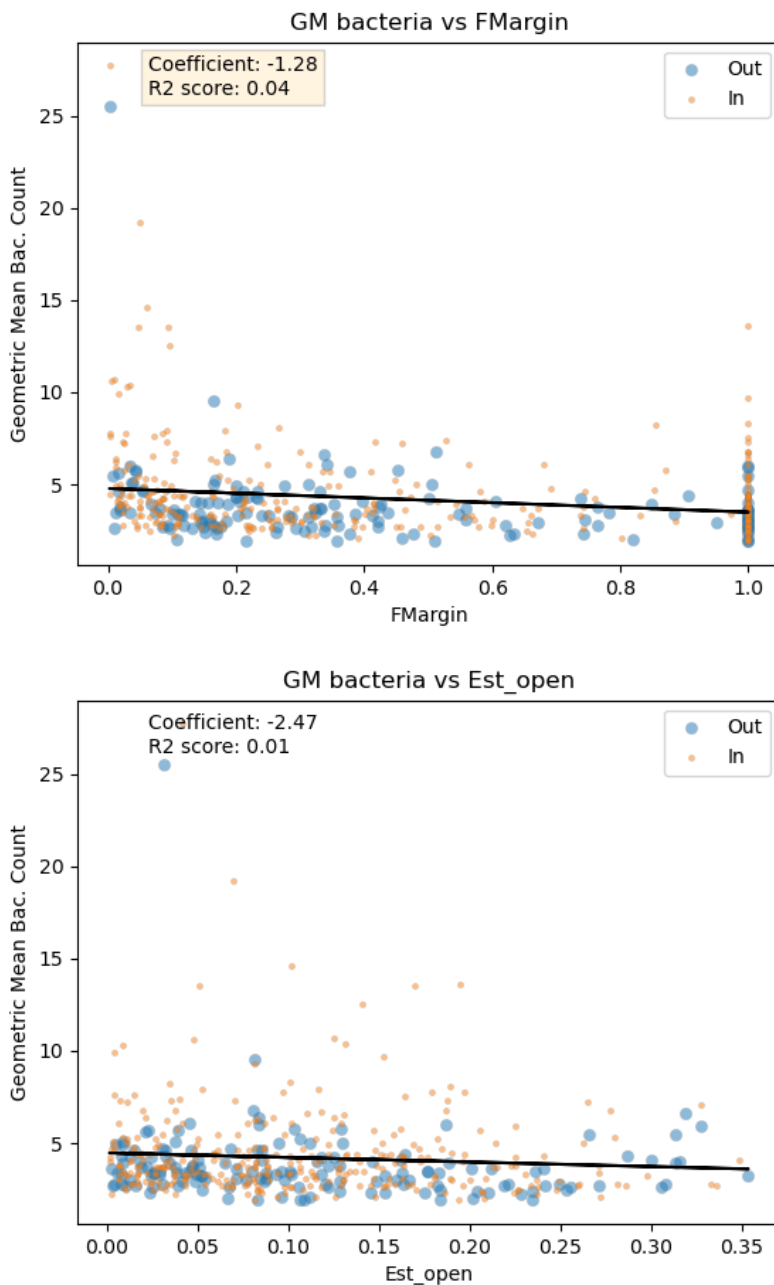 GM bacteria vs FMargin
Coefficient: -1.28
R2 score: 0.04
Out
In
Geometric Mean Bac. Count
25
20
15
10
5
0.0 0.2 0.4 0.6 0.8 1.0
FMargin
GM bacteria vs Est_open
Coefficient: -2.47
R2 score: 0.01
Out
In
Geometric Mean Bac. Count
25
20
15
10
5
0.00 0.05 0.10 0.15 0.20 0.25 0.30 0.35
Est_open